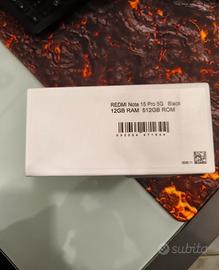 REDMI Note 15 Pro 5G Black
12GB RAM 512GB ROM
subito